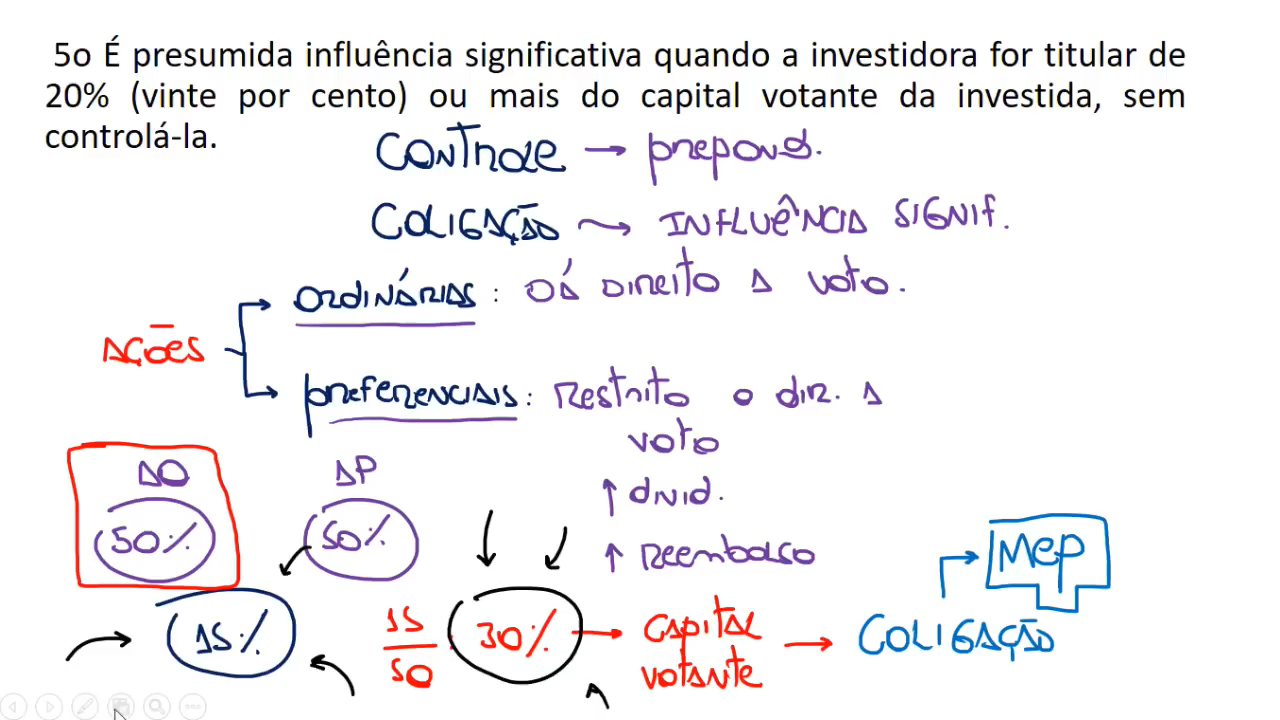 5o É presumida influência significativa quando a investidora for titular de
20% (vinte por cento) ou mais do capital votante da investida, sem
controlá-la.
CONTROLE → prepond.
COLIGAÇÃO → INFLUÊNCIA SIGNIF.
AÇÕES
ORDINÁRIAS : DÁ DIREITO A VOTO.
PREFERENCIAIS : RESTRITO O DIR. A
VOTO
↑ DIVID.
↑ REEMBOLSO
AO AP
50% 50%
15%
15
50
30% → CAPITAL
VOTANTE → COLIGAÇÃO
MEP